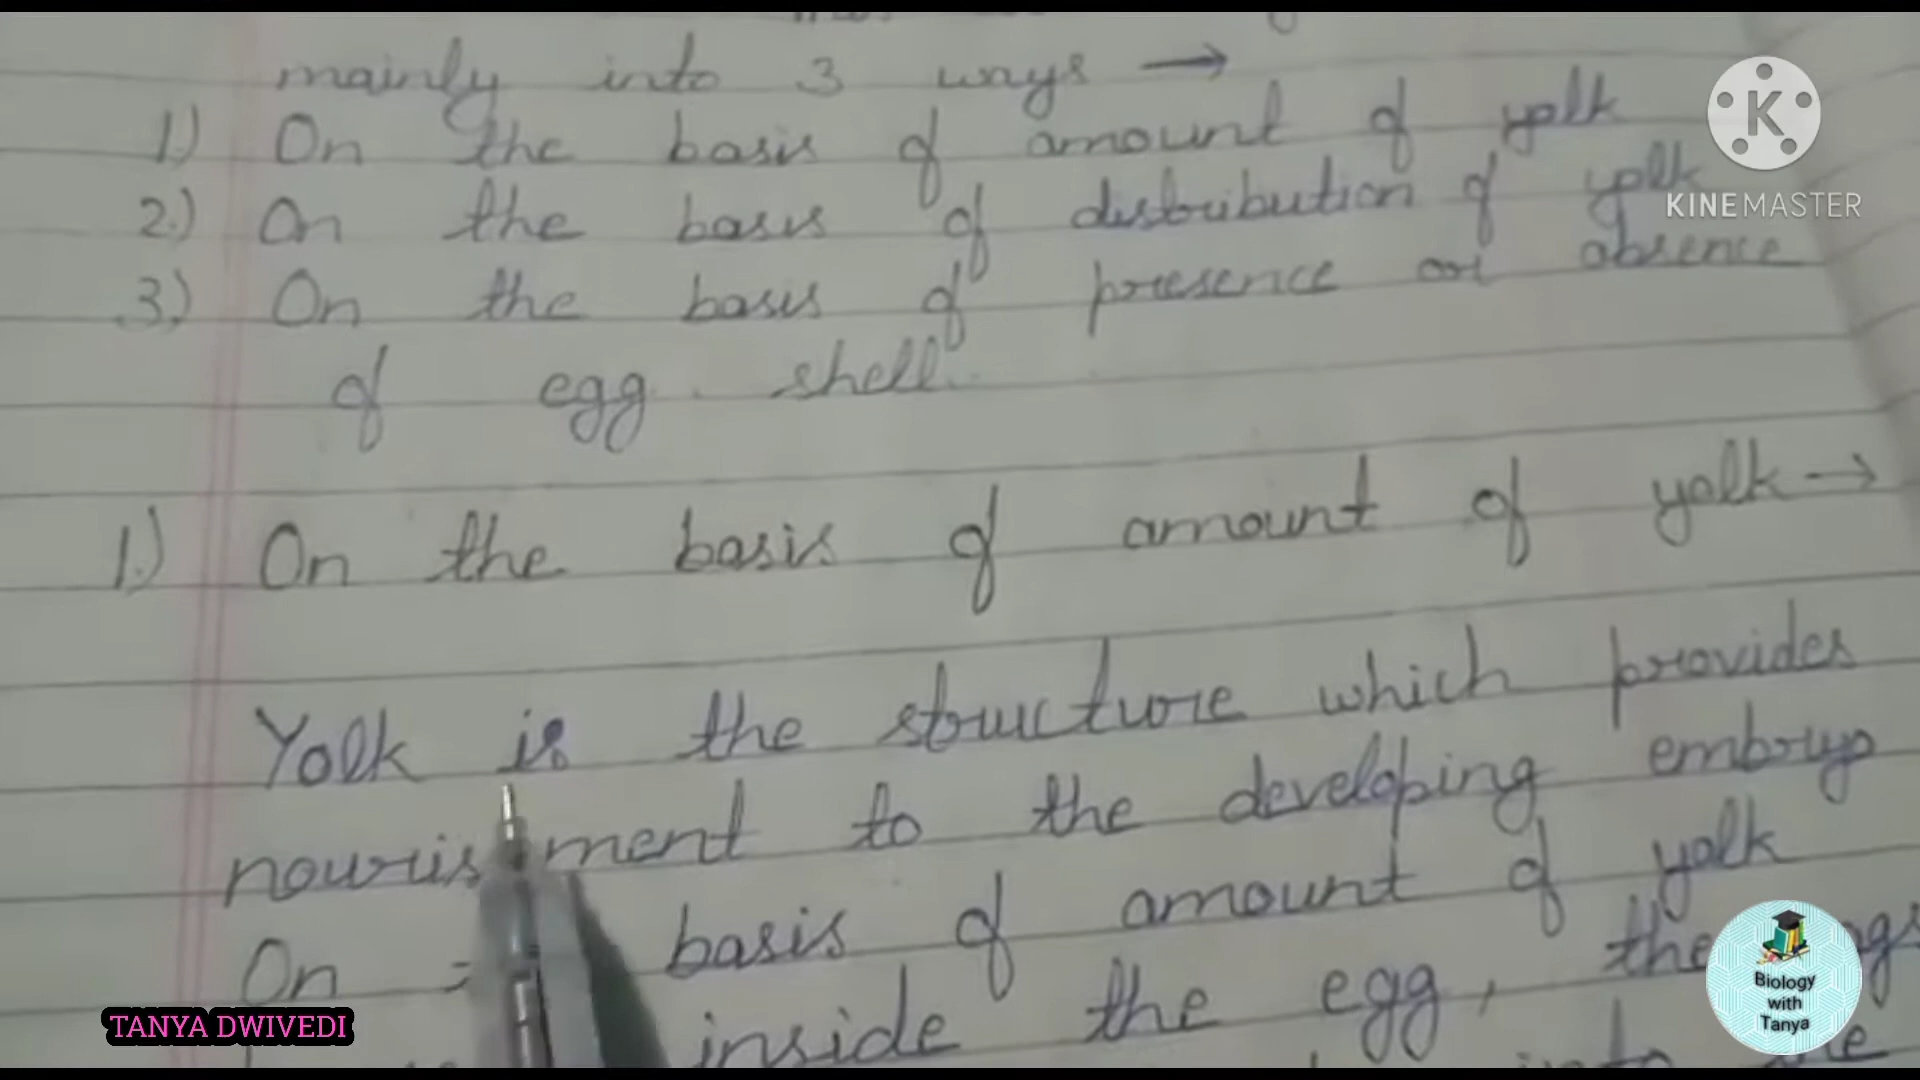 mainly into 3 ways →
1) On the basis of amount of yolk
2.) On the basis of distribution of yolk
3.) On the basis of presence or absence
of egg shell.
1.) On the basis of amount of yolk →
Yolk is the structure which provides
to the developing embryo
On basis of amount of yolk
inside the egg, the
into the
K
KINEMASTER
TANYA DWIVEDI
Biology
with
Tanya